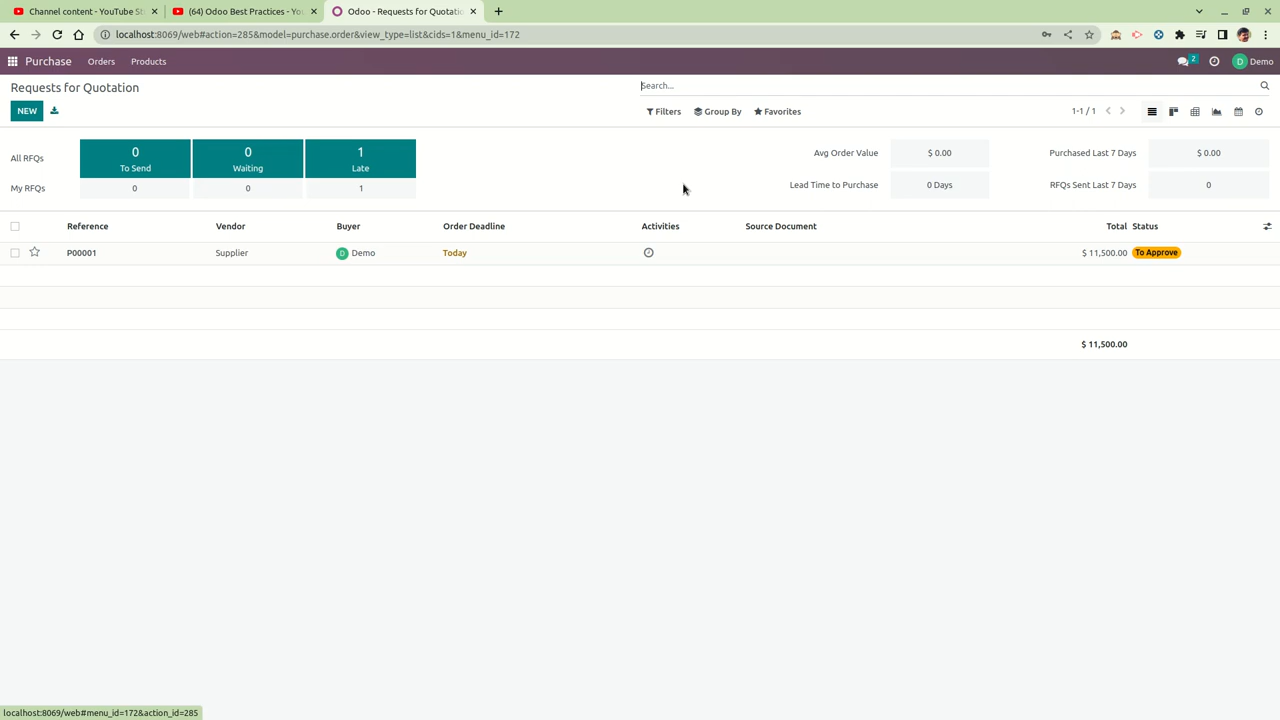 Channel content - YouTube St
(64) Odoo Best Practices - Yo
Odoo - Requests for Quotatio
localhost:8069/web#action=285&model=purchase.order&view_type=list&cids=1&menu_id=172
Purchase Orders Products 2 D Demo
Requests for Quotation Search...
NEW Filters Group By Favorites 1-1 / 1
All RFQs 0 To Send 0 Waiting 1 Late
My RFQs 0 0 1
Avg Order Value $ 0.00 Purchased Last 7 Days $ 0.00
Lead Time to Purchase 0 Days RFQs Sent Last 7 Days 0
Reference Vendor Buyer Order Deadline Activities Source Document Total Status
P00001 Supplier D Demo Today $ 11,500.00 To Approve
$ 11,500.00
localhost:8069/web#menu_id=172&action_id=285